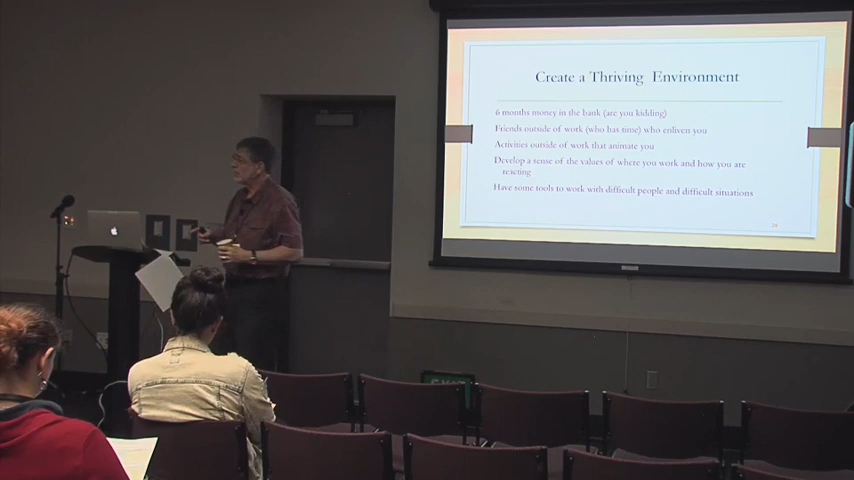 Create a Thriving Environment
6 months money in the bank (are you kidding)
Friends outside of work (who has time) who enliven you
Activities outside of work that animate you
Develop a sense of the values of where you work and how you are
reacting
Have some tools to work with difficult people and difficult situations